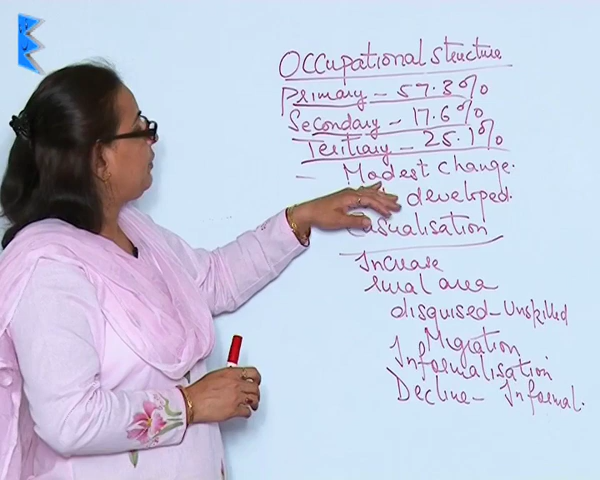 Occupational structure
Primary - 57.3%
Secondary - 17.6%
Tertiary - 25.1%
- Modest change.
developed.
Casualisation
Increase
rural area
disguised - Unskilled
Migration
Informalisation
Decline - Informal.